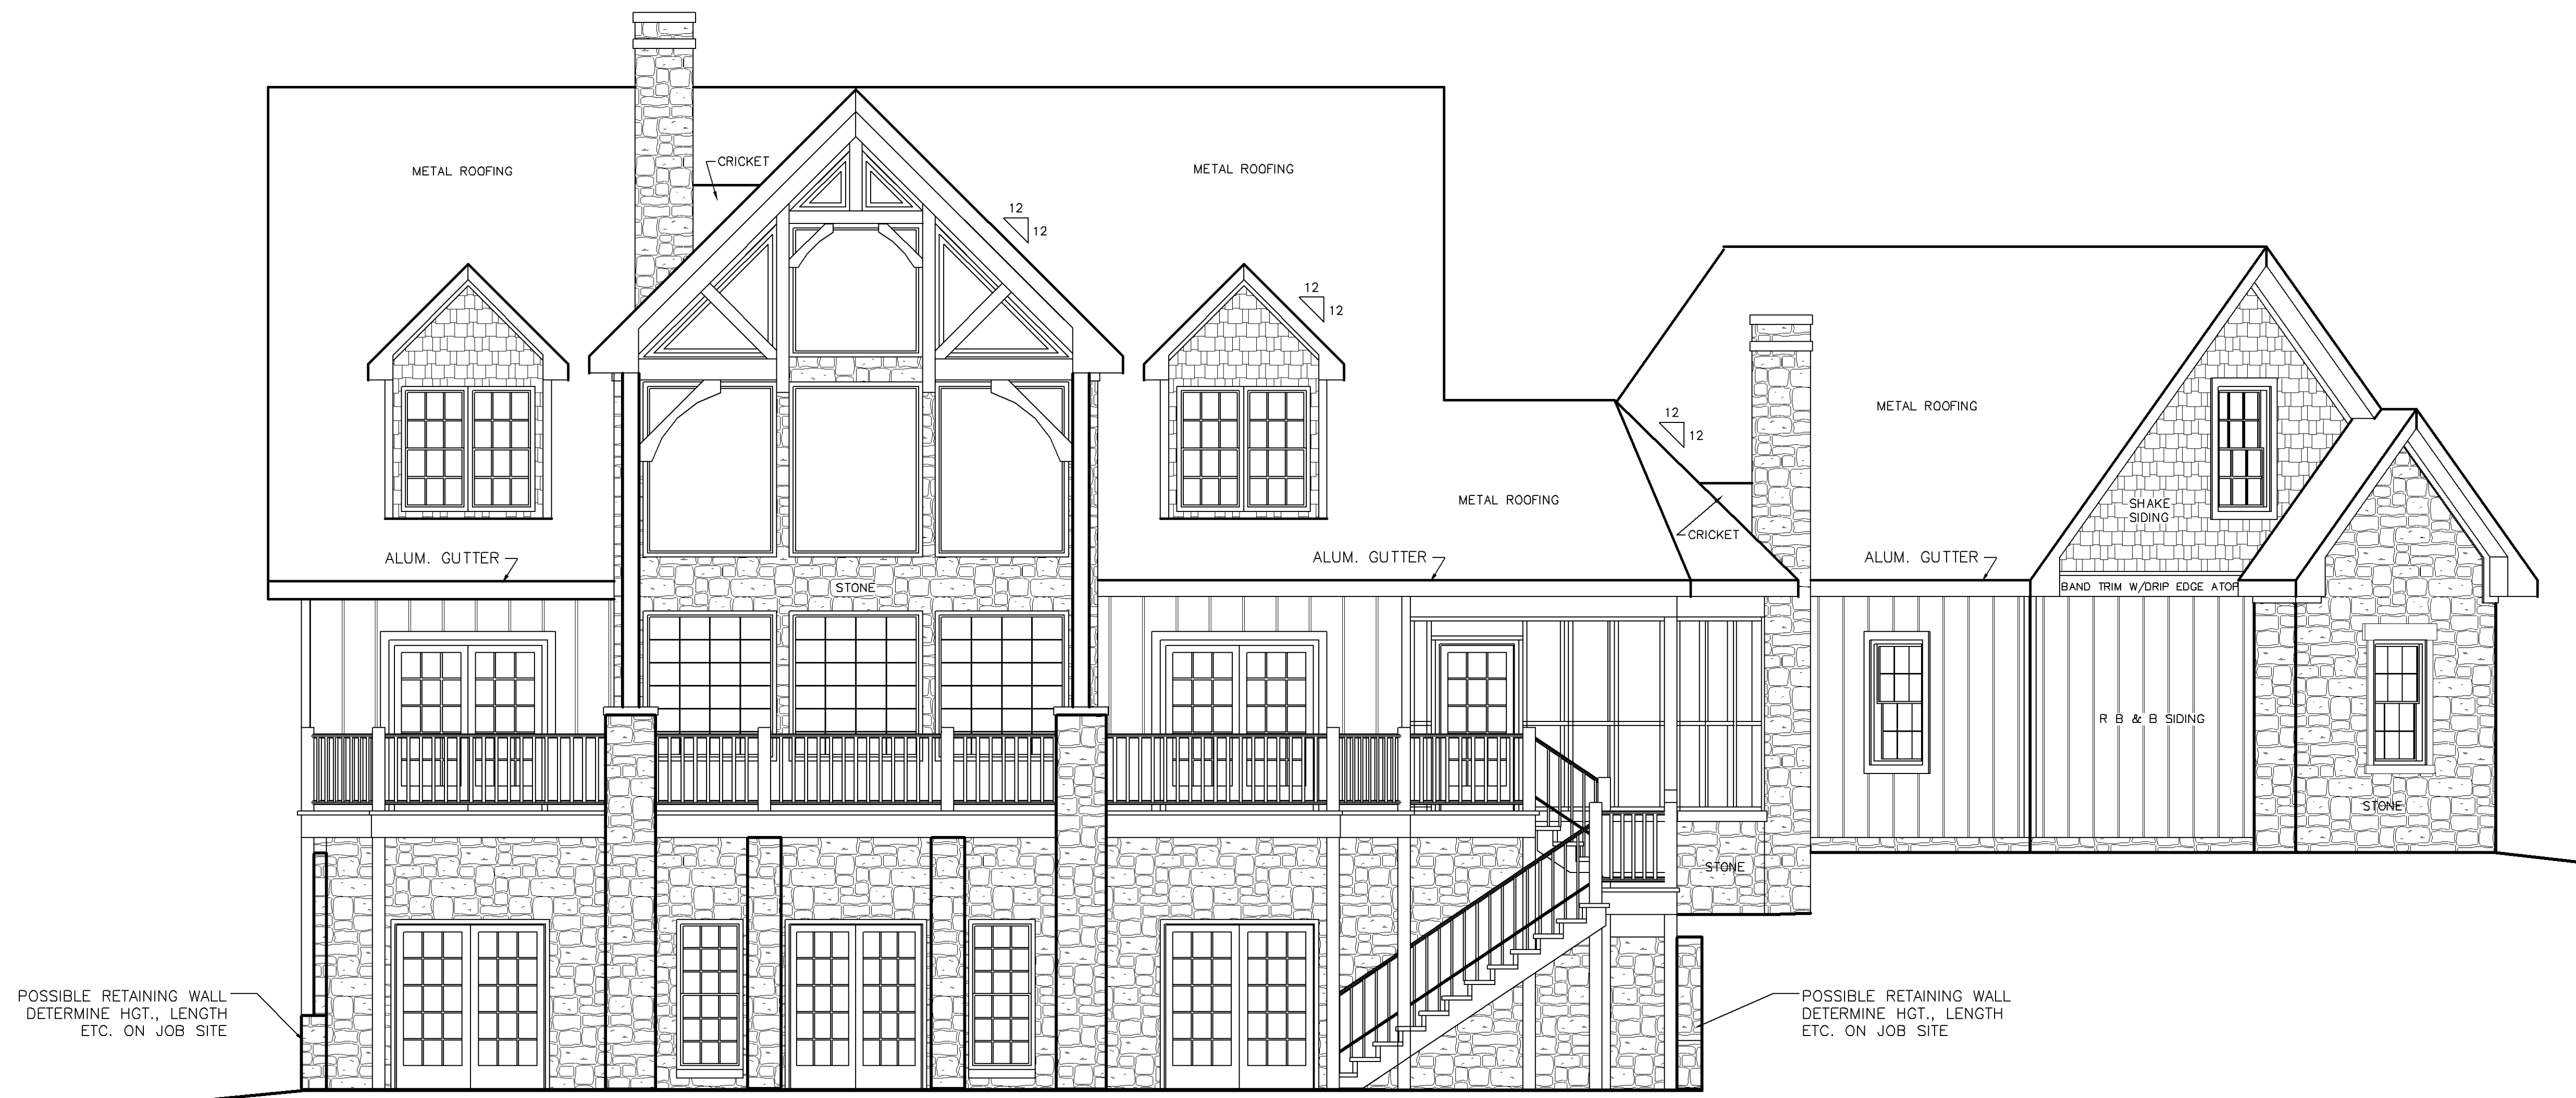 CRICKET
METAL ROOFING
METAL ROOFING
12
12
12
12
METAL ROOFING
12
12
METAL ROOFING
SHAKE
SIDING
CRICKET
ALUM. GUTTER
ALUM. GUTTER
ALUM. GUTTER
STONE
BAND TRIM W/DRIP EDGE ATOP
R B & B SIDING
STONE
STONE
POSSIBLE RETAINING WALL
DETERMINE HGT., LENGTH
ETC. ON JOB SITE
POSSIBLE RETAINING WALL
DETERMINE HGT., LENGTH
ETC. ON JOB SITE